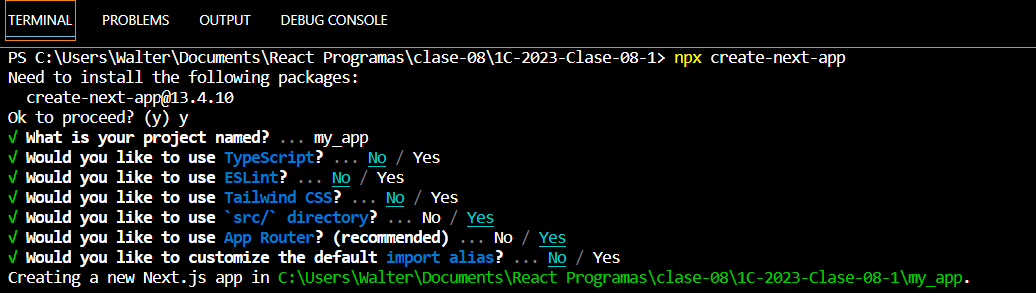 TERMINAL PROBLEMS OUTPUT DEBUG CONSOLE
PS C:\Users\Walter\Documents\React Programas\clase-08\1C-2023-Clase-08-1> npx create-next-app
Need to install the following packages:
  create-next-app@13.4.10
Ok to proceed? (y) y
√ What is your project named? ... my_app
√ Would you like to use TypeScript? ... No / Yes
√ Would you like to use ESLint? ... No / Yes
√ Would you like to use Tailwind CSS? ... No / Yes
√ Would you like to use `src/` directory? ... No / Yes
√ Would you like to use App Router? (recommended) ... No / Yes
√ Would you like to customize the default import alias? ... No / Yes
Creating a new Next.js app in C:\Users\Walter\Documents\React Programas\clase-08\1C-2023-Clase-08-1\my_app.